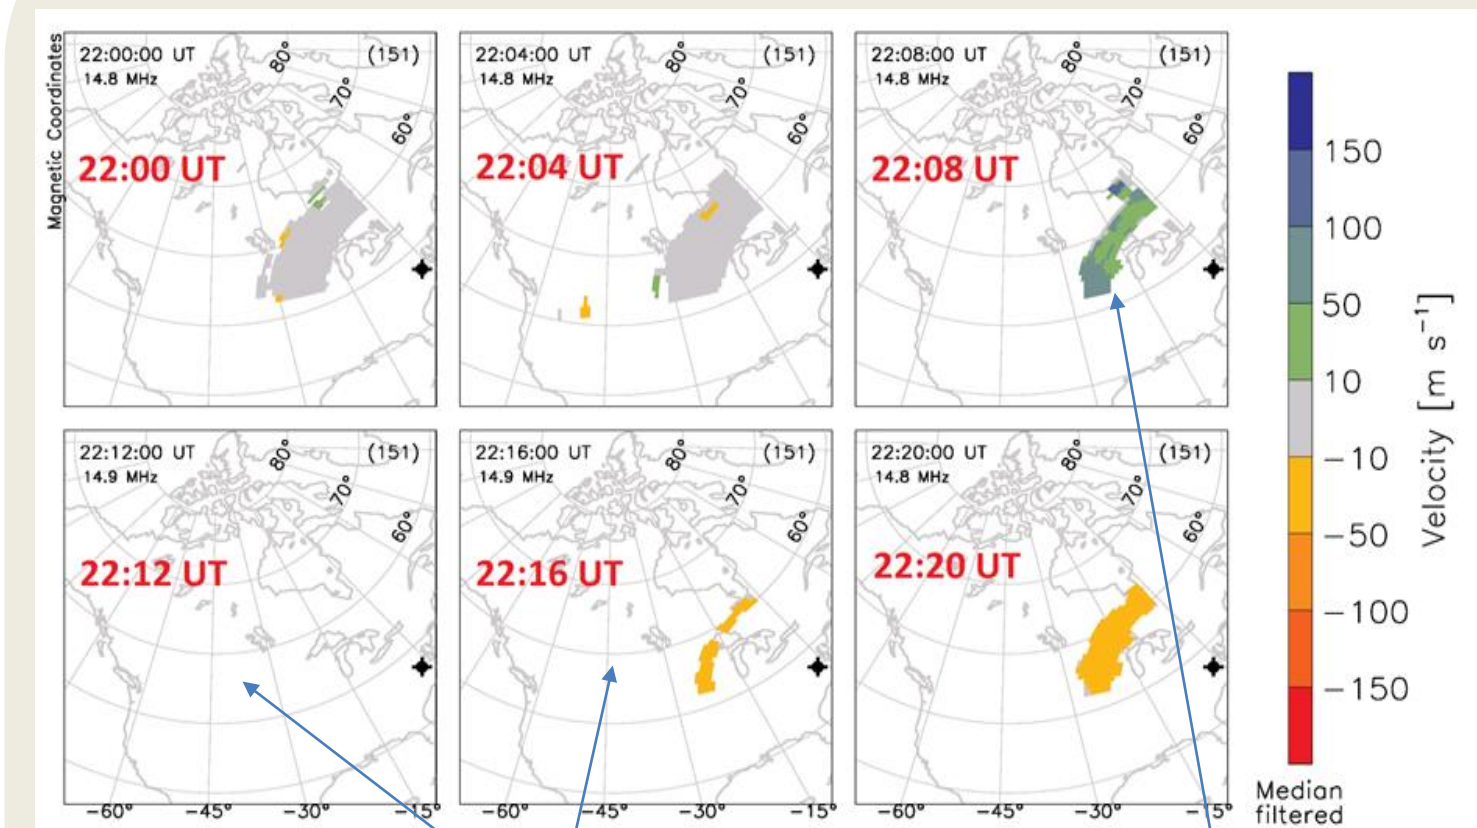 Magnetic Coordinates
22:00:00 UT
14.8 MHz
(151)
80°
70°
60°
22:00 UT
22:04:00 UT
14.8 MHz
(151)
80°
70°
60°
22:04 UT
22:08:00 UT
14.8 MHz
(151)
80°
70°
60°
22:08 UT
22:12:00 UT
14.9 MHz
(151)
80°
70°
60°
22:12 UT
-60°
-45°
-30°
-15°
22:16:00 UT
14.9 MHz
(151)
80°
70°
60°
22:16 UT
-60°
-45°
-30°
-15°
22:20:00 UT
14.8 MHz
(151)
80°
70°
60°
22:20 UT
-60°
-45°
-30°
-15°
150
100
50
10
-10
-50
-100
-150
Velocity [m s⁻¹]
Median
filtered